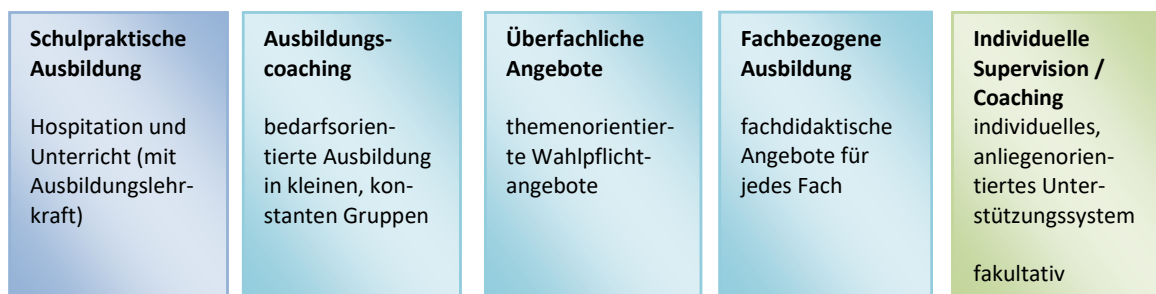 Schulpraktische
Ausbildung
Hospitation und
Unterricht (mit
Ausbildungslehr-
kraft)
Ausbildungs-
coaching
bedarfsorien-
tierte Ausbildung
in kleinen, kon-
stanten Gruppen
Überfachliche
Angebote
themenorientier-
te Wahlpflicht-
angebote
Fachbezogene
Ausbildung
fachdidaktische
Angebote für
jedes Fach
Individuelle
Supervision /
Coaching
individuelles,
anliegenorien-
tiertes Unter-
stützungssystem
fakultativ